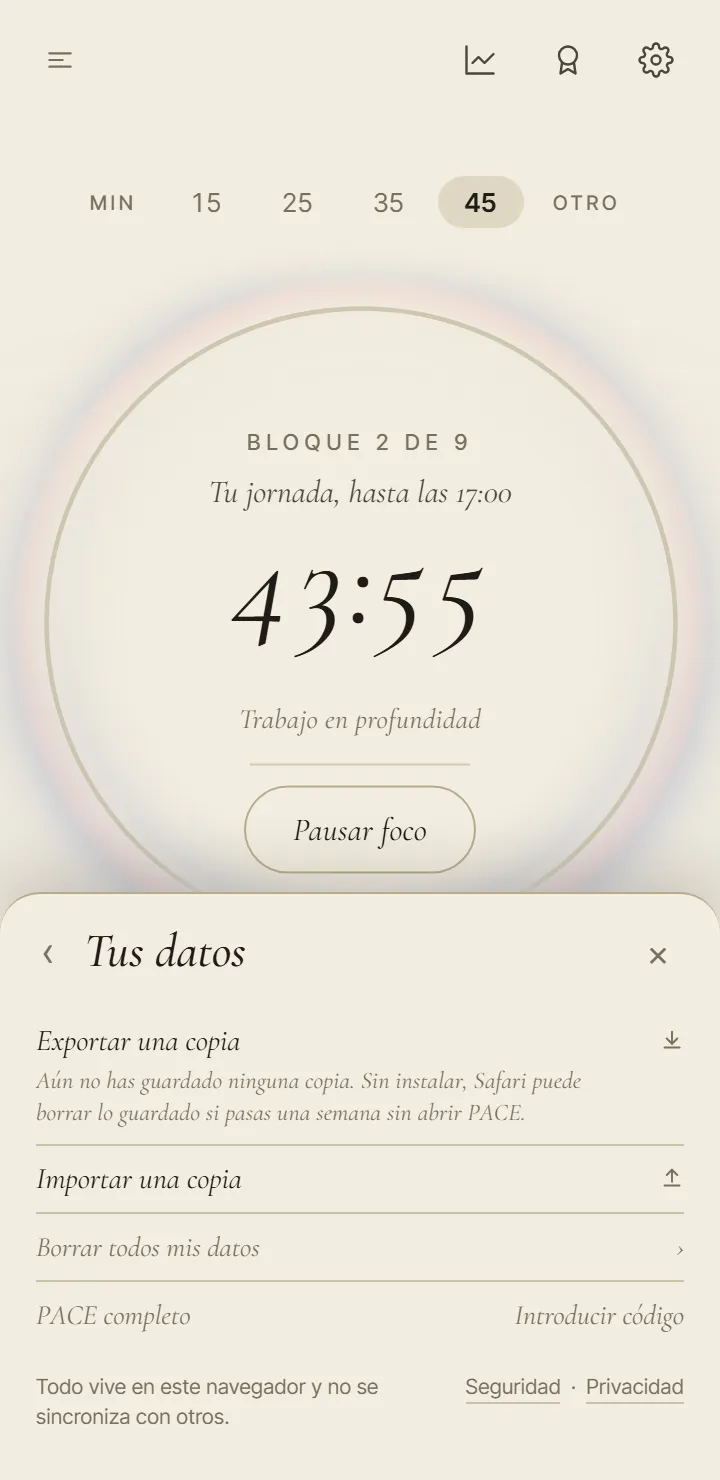 MIN 15 25 35 45 OTRO
BLOQUE 2 DE 9
Tu jornada, hasta las 17:00
43:55
Trabajo en profundidad
Pausar foco
Tus datos
Exportar una copia
Aún no has guardado ninguna copia. Sin instalar, Safari puede
borrar lo guardado si pasas una semana sin abrir PACE.
Importar una copia
Borrar todos mis datos
PACE completo Introducir código
Todo vive en este navegador y no se
sincroniza con otros.
Seguridad · Privacidad